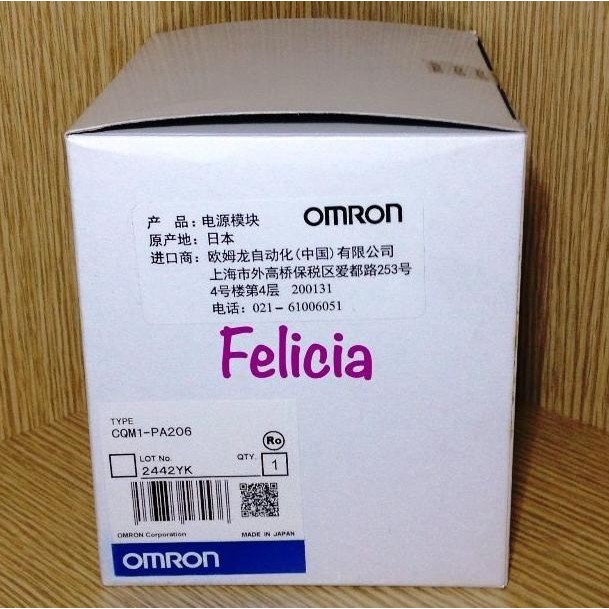 产 品：电源模块 OMRON
原产地：日本
进口商：欧姆龙自动化(中国)有限公司
上海市外高桥保税区爱都路253号
4号楼第4层 200131
电话：021－61006051
Felicia
TYPE
CQM1-PA206
Ro
LOT No. QTY.
2442YK 1
OMRON Corporation MADE IN JAPAN
OMRON